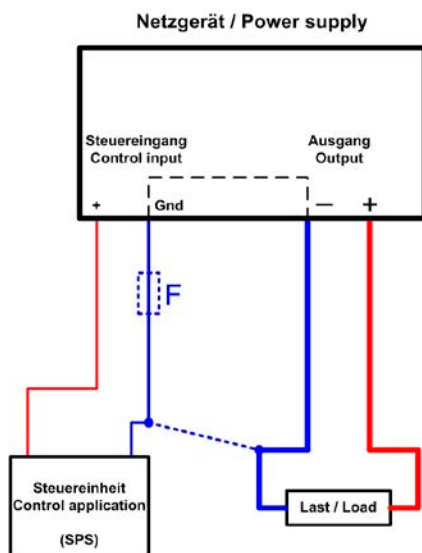 Netzgerät / Power supply
Steuereingang
Control input
Ausgang
Output
+
Gnd
—
+
F
Steuereinheit
Control application
(SPS)
Last / Load